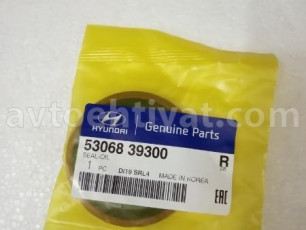 HYUNDAI
Genuine Parts
53068 39300
SEAL-OIL
1 PC DI19 SRL4 MADE IN KOREA
R
EAC
avtoehtiyat.com